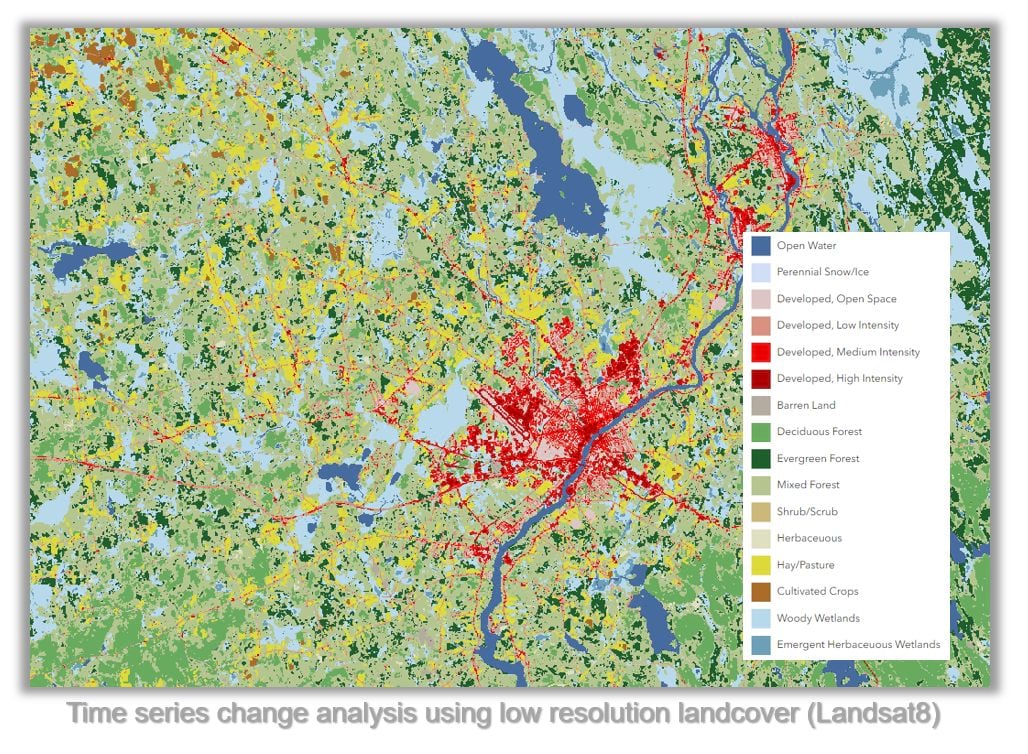 Open Water
Perennial Snow/Ice
Developed, Open Space
Developed, Low Intensity
Developed, Medium Intensity
Developed, High Intensity
Barren Land
Deciduous Forest
Evergreen Forest
Mixed Forest
Shrub/Scrub
Herbaceuous
Hay/Pasture
Cultivated Crops
Woody Wetlands
Emergent Herbaceuous Wetlands
Time series change analysis using low resolution landcover (Landsat8)